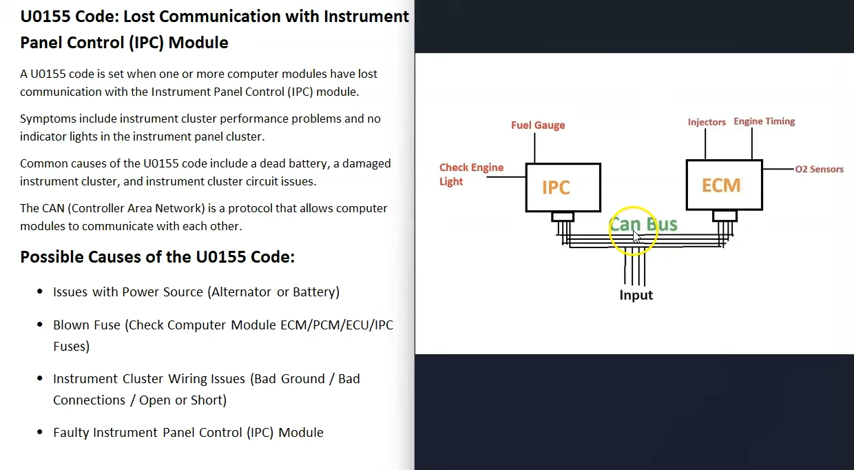 U0155 Code: Lost Communication with Instrument
Panel Control (IPC) Module
A U0155 code is set when one or more computer modules have lost
communication with the Instrument Panel Control (IPC) module.
Symptoms include instrument cluster performance problems and no
indicator lights in the instrument panel cluster.
Common causes of the U0155 code include a dead battery, a damaged
instrument cluster, and instrument cluster circuit issues.
The CAN (Controller Area Network) is a protocol that allows computer
modules to communicate with each other.
Possible Causes of the U0155 Code:
• Issues with Power Source (Alternator or Battery)
• Blown Fuse (Check Computer Module ECM/PCM/ECU/IPC
Fuses)
• Instrument Cluster Wiring Issues (Bad Ground / Bad
Connections / Open or Short)
• Faulty Instrument Panel Control (IPC) Module
Fuel Gauge
Check Engine
Light
IPC
Injectors
Engine Timing
O2 Sensors
ECM
Can Bus
Input